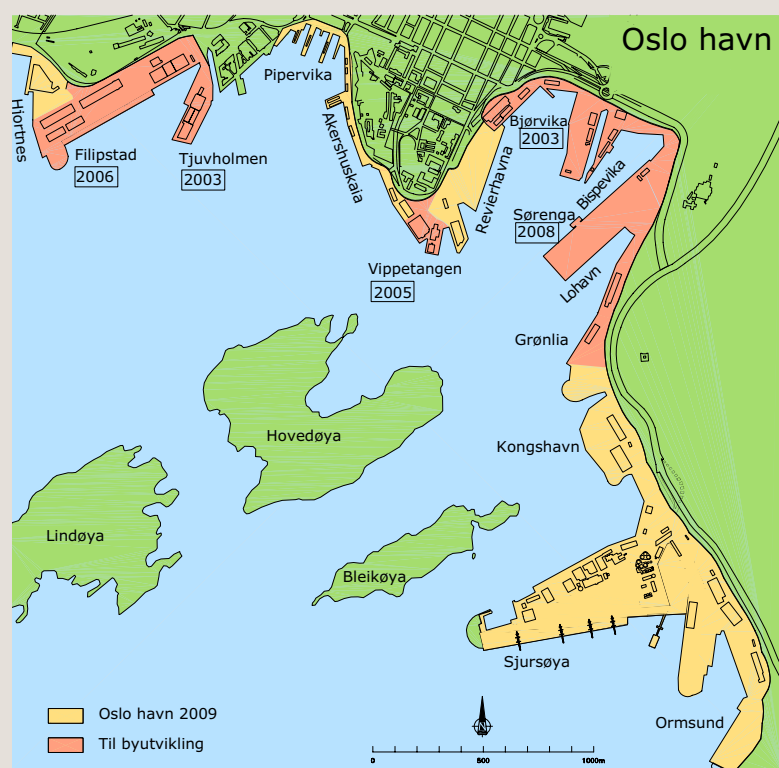 Oslo havn
Pipervika
Hjortnes
Akershuskaia
Bjørvika
2003
Filipstad
2006
Tjuvholmen
2003
Revierhavna
Bispevika
Sørenga
2008
Vippetangen
2005
Lohavn
Grønlia
Hovedøya
Kongshavn
Lindøya
Bleikøya
Sjursøya
Ormsund
Oslo havn 2009
Til byutvikling
0
500
1000m